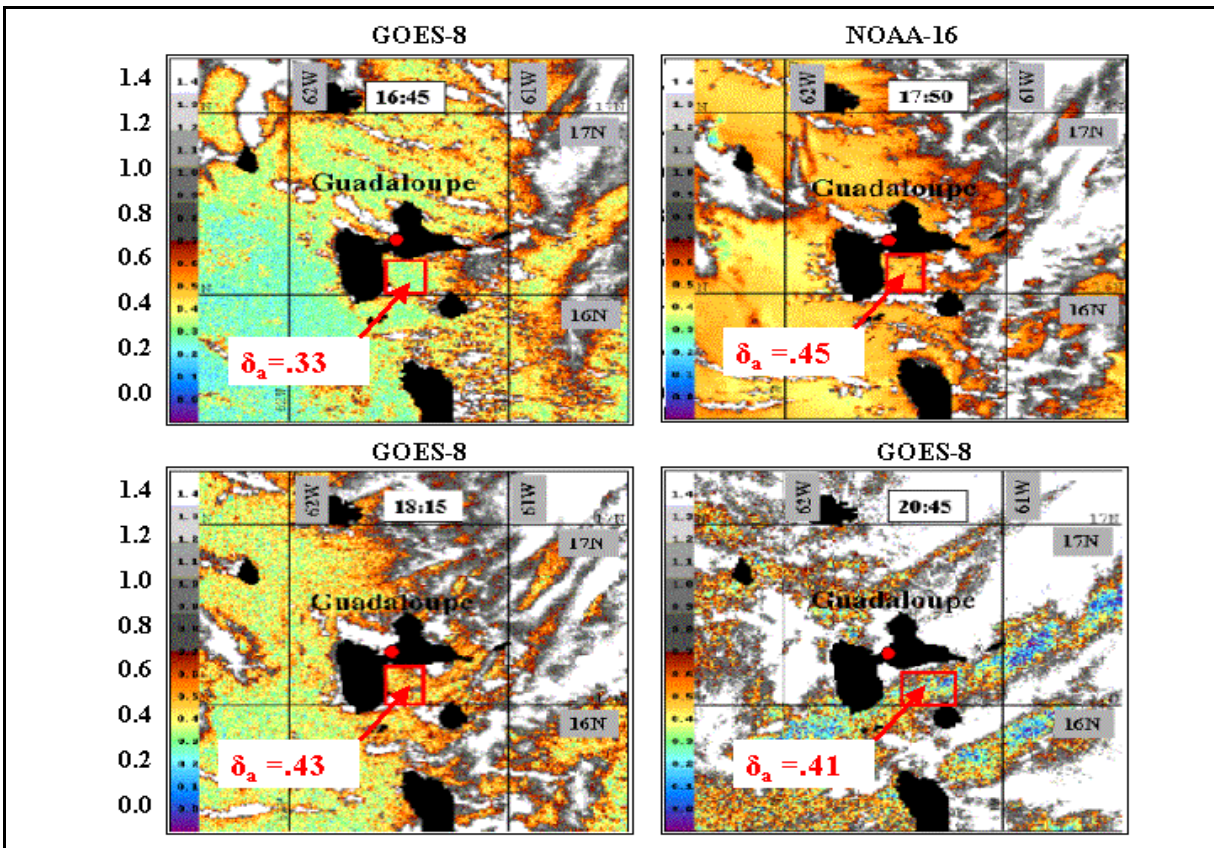 GOES-8
NOAA-16
1.4
1.2
1.0
0.8
0.6
0.4
0.2
0.0
62W
16:45
61W
17N
Guadaloupe
16N
δa=.33
62W
17:50
61W
17N
Guadaloupe
16N
δa =.45
GOES-8
GOES-8
1.4
1.2
1.0
0.8
0.6
0.4
0.2
0.0
62W
18:15
61W
17N
Guadaloupe
16N
δa =.43
62W
20:45
61W
17N
17N
Guadaloupe
16N
δa =.41